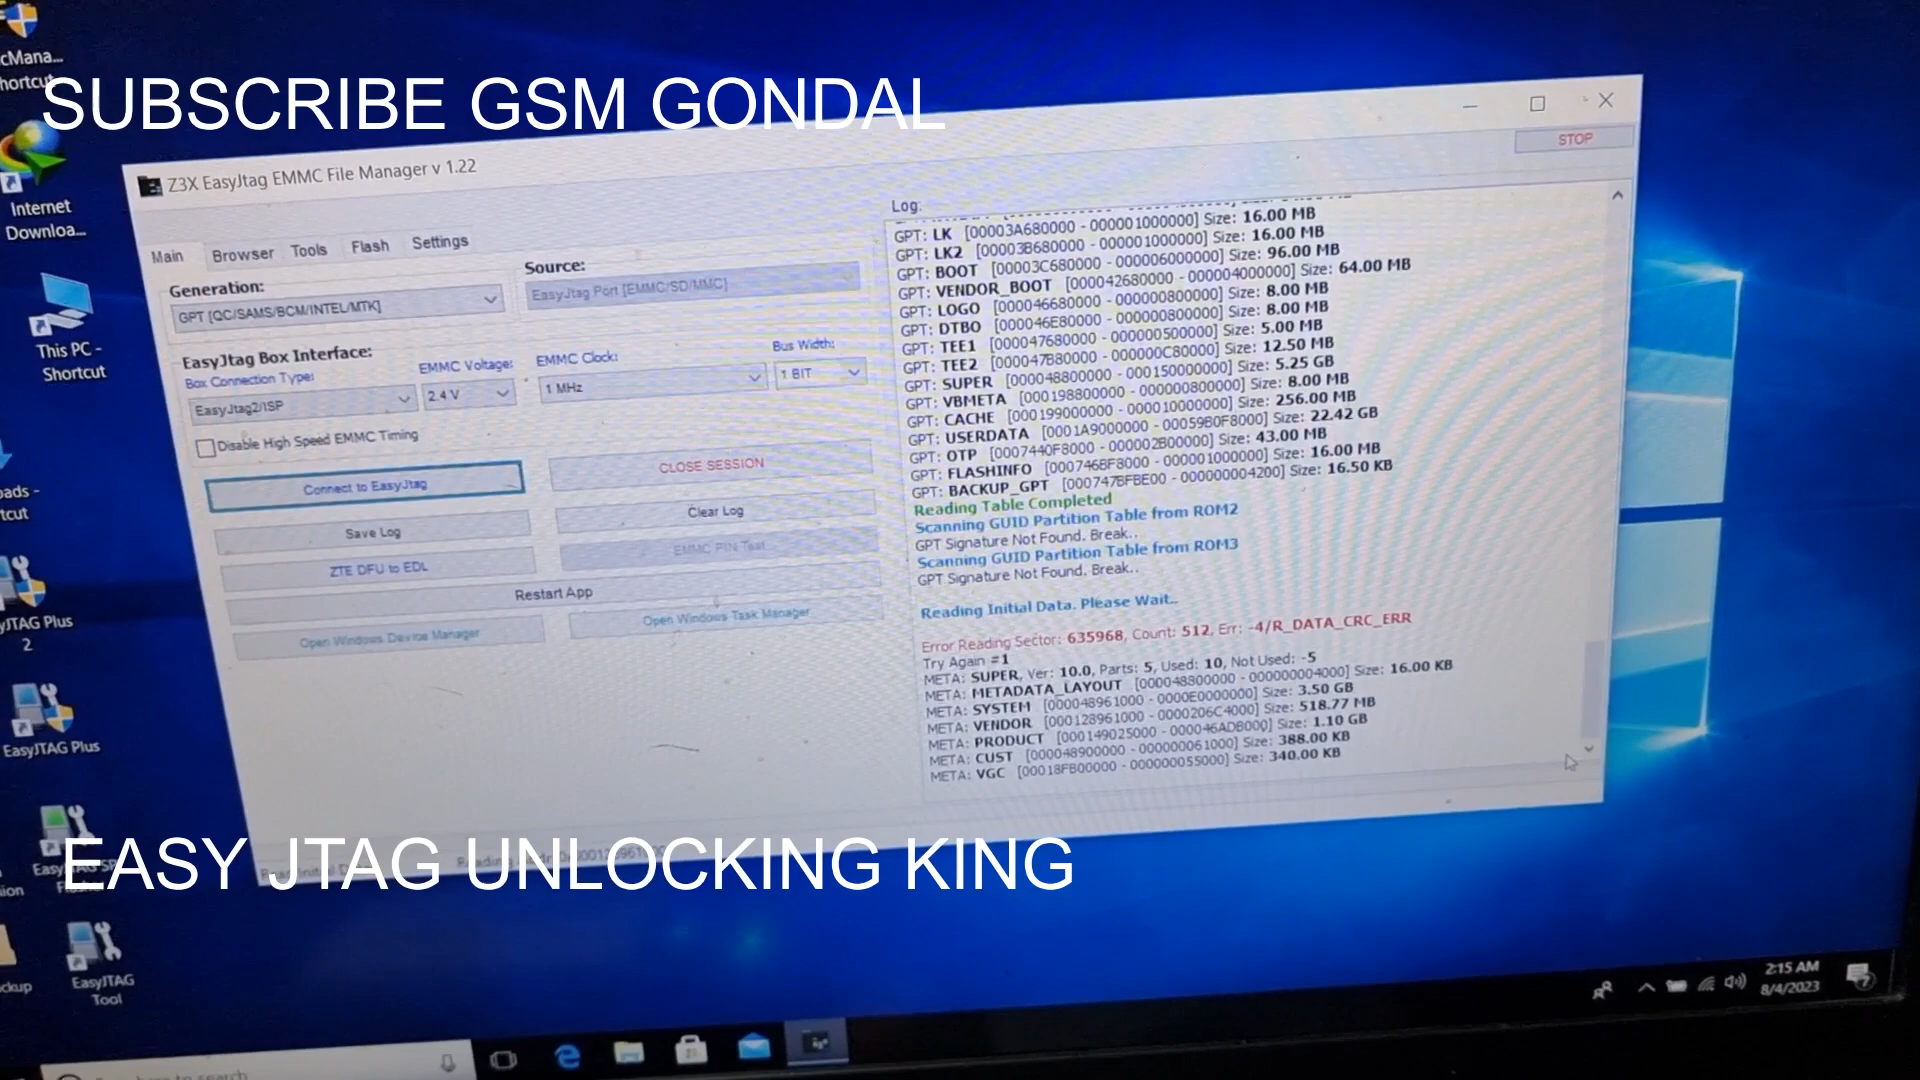 cMana...
SUBSCRIBE GSM GONDAL
Z3X EasyJtag EMMC File Manager v 1.22
STOP
Internet
Downloa...
This PC -
Shortcut
JTAG Plus
2
EasyJTAG Plus
EasyJTAG
Tool
Main Browser Tools Flash Settings
Generation:
GPT [QC/SAMS/BCM/INTEL/MTK]
Source:
EasyJtag Port [EMMC/SD/MMC]
EasyJtag Box Interface:
Box Connection Type:
EMMC Voltage:
EMMC Clock:
Bus Width:
EasyJtag2/ISP
2.4 V
1 MHz
1 BIT
Disable High Speed EMMC Timing
Connect to EasyJtag
CLOSE SESSION
Save Log
Clear Log
ZTE DFU to EDL
EMMC PIN Test
Restart App
Open Windows Device Manager
Open Windows Task Manager
Log:
GPT: LK [00003A680000 - 000001000000] Size: 16.00 MB
GPT: LK2 [00003B680000 - 000001000000] Size: 16.00 MB
GPT: BOOT [00003C680000 - 000006000000] Size: 96.00 MB
GPT: VENDOR_BOOT [000042680000 - 000004000000] Size: 64.00 MB
GPT: LOGO [000046680000 - 000000800000] Size: 8.00 MB
GPT: DTBO [000046E80000 - 000000800000] Size: 8.00 MB
GPT: TEE1 [000047680000 - 000000500000] Size: 5.00 MB
GPT: TEE2 [000047B80000 - 000000C80000] Size: 12.50 MB
GPT: SUPER [000048800000 - 000150000000] Size: 5.25 GB
GPT: VBMETA [000198800000 - 000000800000] Size: 8.00 MB
GPT: CACHE [000199000000 - 000010000000] Size: 256.00 MB
GPT: USERDATA [0001A9000000 - 00059B0F8000] Size: 22.42 GB
GPT: OTP [0007440F8000 - 000002B00000] Size: 43.00 MB
GPT: FLASHINFO [000746BF8000 - 000001000000] Size: 16.00 MB
GPT: BACKUP_GPT [000747BFBE00 - 000000004200] Size: 16.50 KB
Reading Table Completed
Scanning GUID Partition Table from ROM2
GPT Signature Not Found. Break..
Scanning GUID Partition Table from ROM3
GPT Signature Not Found. Break..
Reading Initial Data. Please Wait..
Error Reading Sector: 635968, Count: 512, Err: -4/R_DATA_CRC_ERR
Try Again #1
META: SUPER, Ver: 10.0, Parts: 5, Used: 10, Not Used: -5
META: METADATA_LAYOUT [000048800000 - 000000004000] Size: 16.00 KB
META: SYSTEM [000048961000 - 0000E0000000] Size: 3.50 GB
META: VENDOR [000128961000 - 0000206C4000] Size: 518.77 MB
META: PRODUCT [000149025000 - 000046ADB000] Size: 1.10 GB
META: CUST [000048900000 - 000000061000] Size: 388.00 KB
META: VGC [00018FB00000 - 000000055000] Size: 340.00 KB
EASY JTAG UNLOCKING KING
2:15 AM
8/4/2023